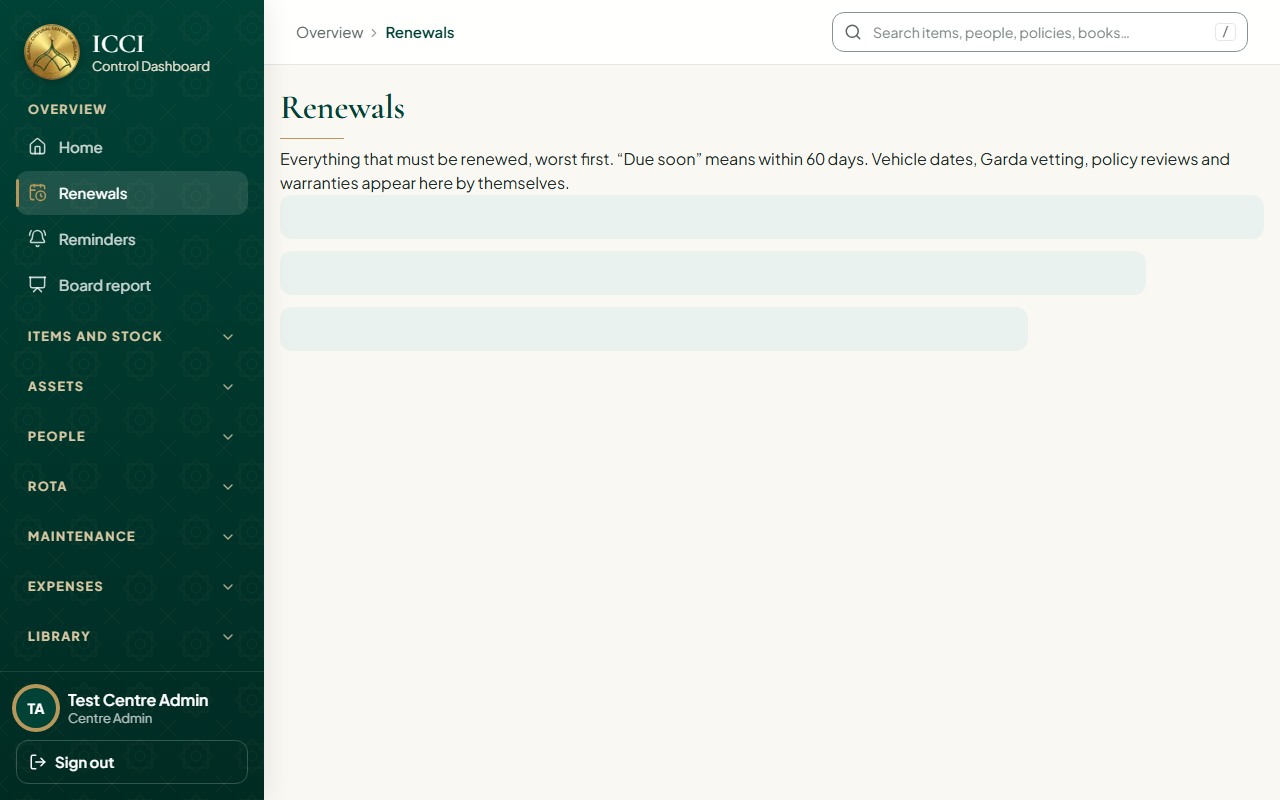 ICCI
Control Dashboard
OVERVIEW
Home
Renewals
Reminders
Board report
ITEMS AND STOCK
ASSETS
PEOPLE
ROTA
MAINTENANCE
EXPENSES
LIBRARY
TA
Test Centre Admin
Centre Admin
Sign out
Overview › Renewals
Search items, people, policies, books…
/
Renewals
Everything that must be renewed, worst first. “Due soon” means within 60 days. Vehicle dates, Garda vetting, policy reviews and
warranties appear here by themselves.